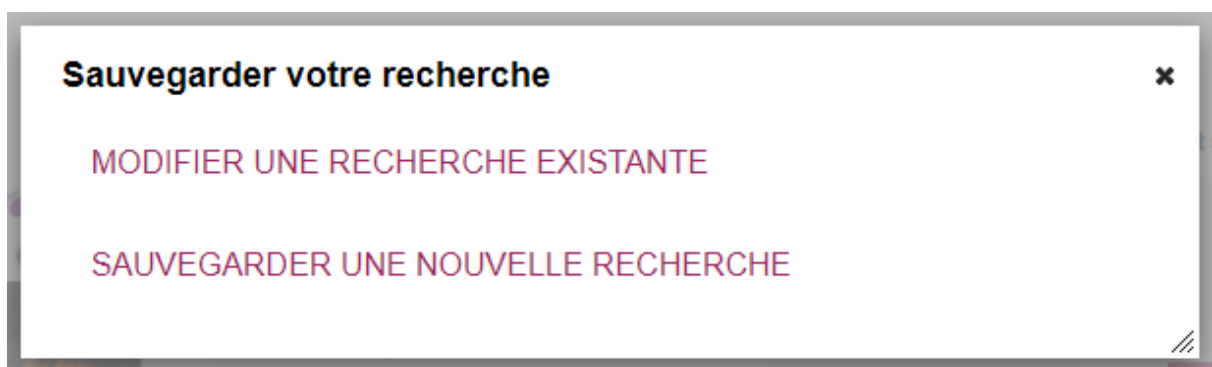 Sauvegarder votre recherche
MODIFIER UNE RECHERCHE EXISTANTE
SAUVEGARDER UNE NOUVELLE RECHERCHE